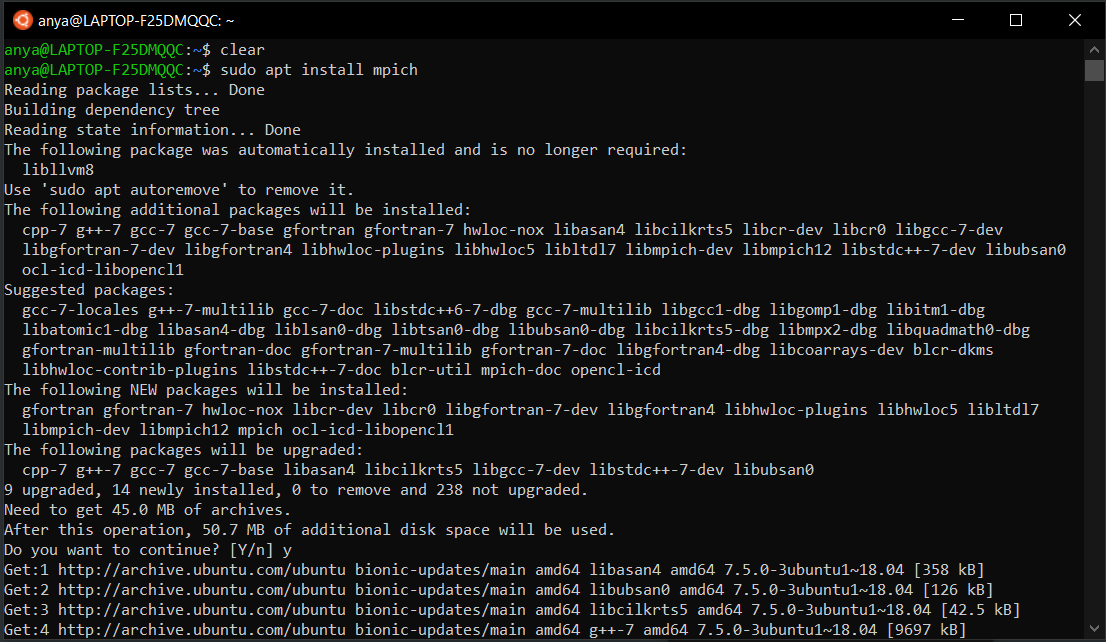 anya@LAPTOP-F25DMQQC: ~
anya@LAPTOP-F25DMQQC:~$ clear
anya@LAPTOP-F25DMQQC:~$ sudo apt install mpich
Reading package lists... Done
Building dependency tree
Reading state information... Done
The following package was automatically installed and is no longer required:
  libllvm8
Use 'sudo apt autoremove' to remove it.
The following additional packages will be installed:
  cpp-7 g++-7 gcc-7 gcc-7-base gfortran gfortran-7 hwloc-nox libasan4 libcilkrts5 libcr-dev libcr0 libgcc-7-dev
  libgfortran-7-dev libgfortran4 libhwloc-plugins libhwloc5 libltdl7 libmpich-dev libmpich12 libstdc++-7-dev libubsan0
  ocl-icd-libopencl1
Suggested packages:
  gcc-7-locales g++-7-multilib gcc-7-doc libstdc++6-7-dbg gcc-7-multilib libgcc1-dbg libgomp1-dbg libitm1-dbg
  libatomic1-dbg libasan4-dbg liblsan0-dbg libtsan0-dbg libubsan0-dbg libcilkrts5-dbg libmpx2-dbg libquadmath0-dbg
  gfortran-multilib gfortran-doc gfortran-7-multilib gfortran-7-doc libgfortran4-dbg libcoarrays-dev blcr-dkms
  libhwloc-contrib-plugins libstdc++-7-doc blcr-util mpich-doc opencl-icd
The following NEW packages will be installed:
  gfortran gfortran-7 hwloc-nox libcr-dev libcr0 libgfortran-7-dev libgfortran4 libhwloc-plugins libhwloc5 libltdl7
  libmpich-dev libmpich12 mpich ocl-icd-libopencl1
The following packages will be upgraded:
  cpp-7 g++-7 gcc-7 gcc-7-base libasan4 libcilkrts5 libgcc-7-dev libstdc++-7-dev libubsan0
9 upgraded, 14 newly installed, 0 to remove and 238 not upgraded.
Need to get 45.0 MB of archives.
After this operation, 50.7 MB of additional disk space will be used.
Do you want to continue? [Y/n] y
Get:1 http://archive.ubuntu.com/ubuntu bionic-updates/main amd64 libasan4 amd64 7.5.0-3ubuntu1~18.04 [358 kB]
Get:2 http://archive.ubuntu.com/ubuntu bionic-updates/main amd64 libubsan0 amd64 7.5.0-3ubuntu1~18.04 [126 kB]
Get:3 http://archive.ubuntu.com/ubuntu bionic-updates/main amd64 libcilkrts5 amd64 7.5.0-3ubuntu1~18.04 [42.5 kB]
Get:4 http://archive.ubuntu.com/ubuntu bionic-updates/main amd64 g++-7 amd64 7.5.0-3ubuntu1~18.04 [9697 kB]